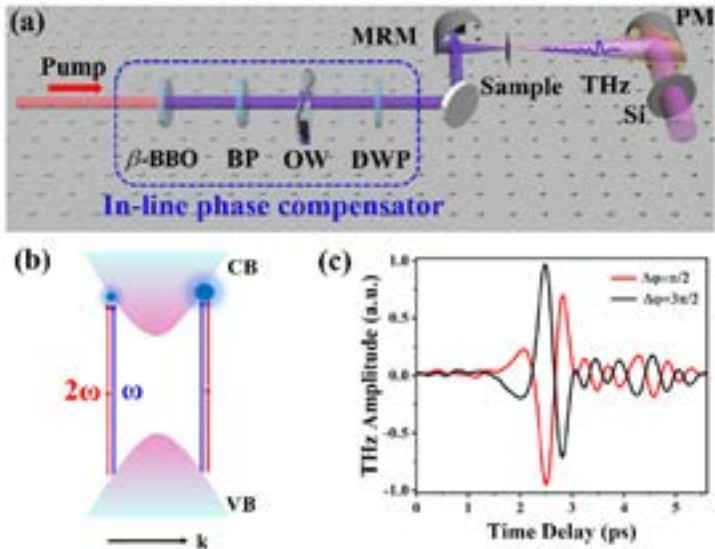 (a)
MRM
PM
Pump
Sample
THz
Si
β-BBO BP OW DWP
In-line phase compensator
(b)
CB
2ω ω
VB
k
(c)
THz Amplitude (a.u.)
1.0
0.5
0.0
-0.5
-1.0
Δφ=π/2
Δφ=3π/2
0 1 2 3 4 5
Time Delay (ps)